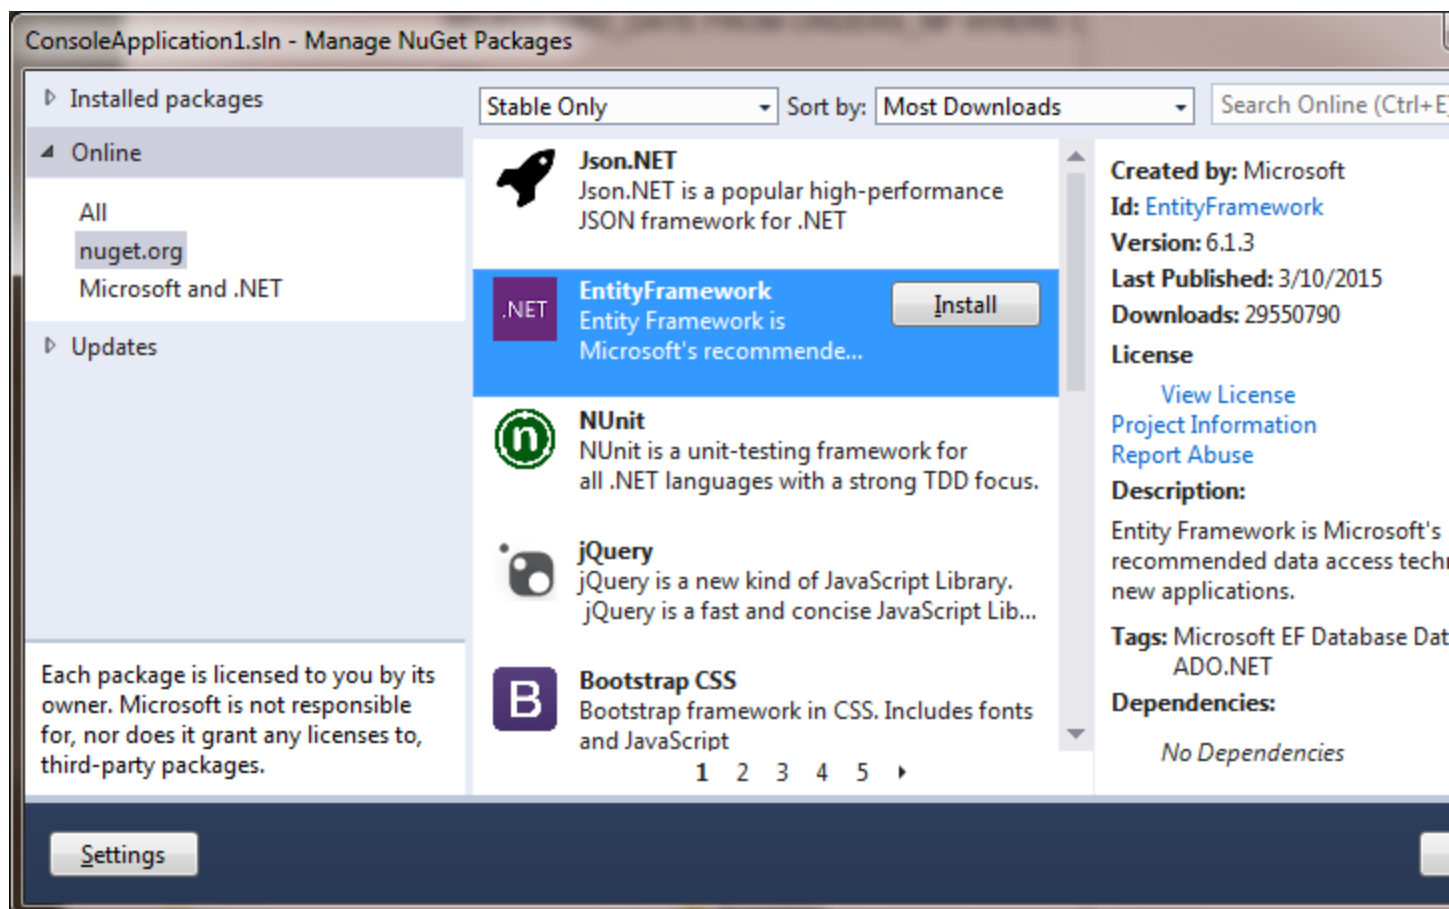 ConsoleApplication1.sln - Manage NuGet Packages
Installed packages
Online
All
nuget.org
Microsoft and .NET
Updates
Each package is licensed to you by its
owner. Microsoft is not responsible
for, nor does it grant any licenses to,
third-party packages.
Settings
Stable Only
Sort by: Most Downloads
Search Online (Ctrl+E
Json.NET
Json.NET is a popular high-performance
JSON framework for .NET
.NET
EntityFramework
Entity Framework is
Microsoft's recommende...
Install
n
NUnit
NUnit is a unit-testing framework for
all .NET languages with a strong TDD focus.
jQuery
jQuery is a new kind of JavaScript Library.
jQuery is a fast and concise JavaScript Lib...
B
Bootstrap CSS
Bootstrap framework in CSS. Includes fonts
and JavaScript
1 2 3 4 5
Created by: Microsoft
Id: EntityFramework
Version: 6.1.3
Last Published: 3/10/2015
Downloads: 29550790
License
View License
Project Information
Report Abuse
Description:
Entity Framework is Microsoft's
recommended data access
new applications.
Tags: Microsoft EF Database
ADO.NET
Dependencies:
No Dependencies